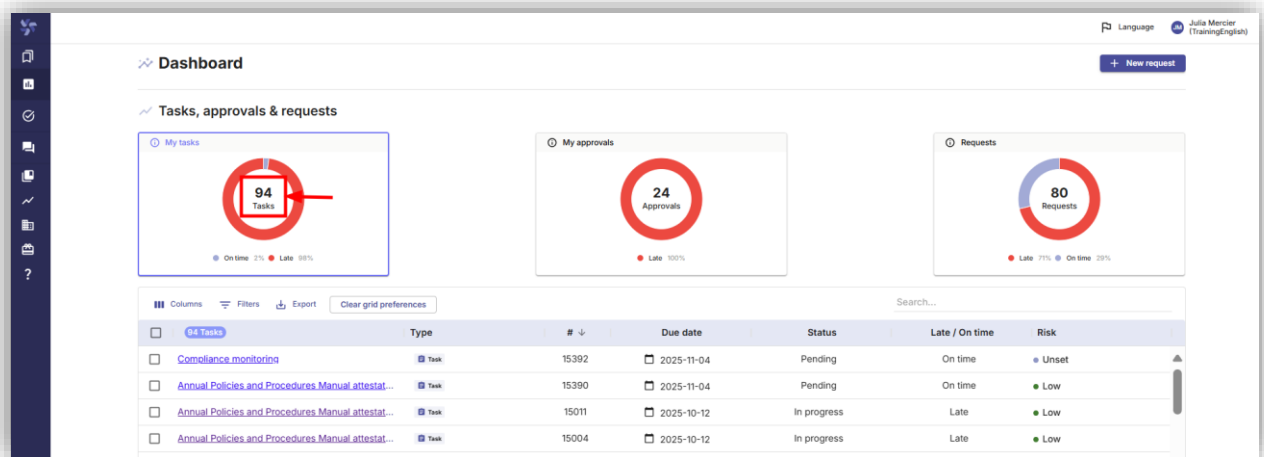 Language
JM
Julia Mercier
(TrainingEnglish)
Dashboard
+ New request
Tasks, approvals & requests
My tasks
94
Tasks
On time 2% Late 98%
My approvals
24
Approvals
Late 100%
Requests
80
Requests
Late 71% On time 28%
Columns Filters Export Clear grid preferences Search...
94 Tasks Type # ↓ Due date Status Late / On time Risk
Compliance monitoring Task 15392 2025-11-04 Pending On time Unset
Annual Policies and Procedures Manual attestat... Task 15390 2025-11-04 Pending On time Low
Annual Policies and Procedures Manual attestat... Task 15011 2025-10-12 In progress Late Low
Annual Policies and Procedures Manual attestat... Task 15004 2025-10-12 In progress Late Low
?